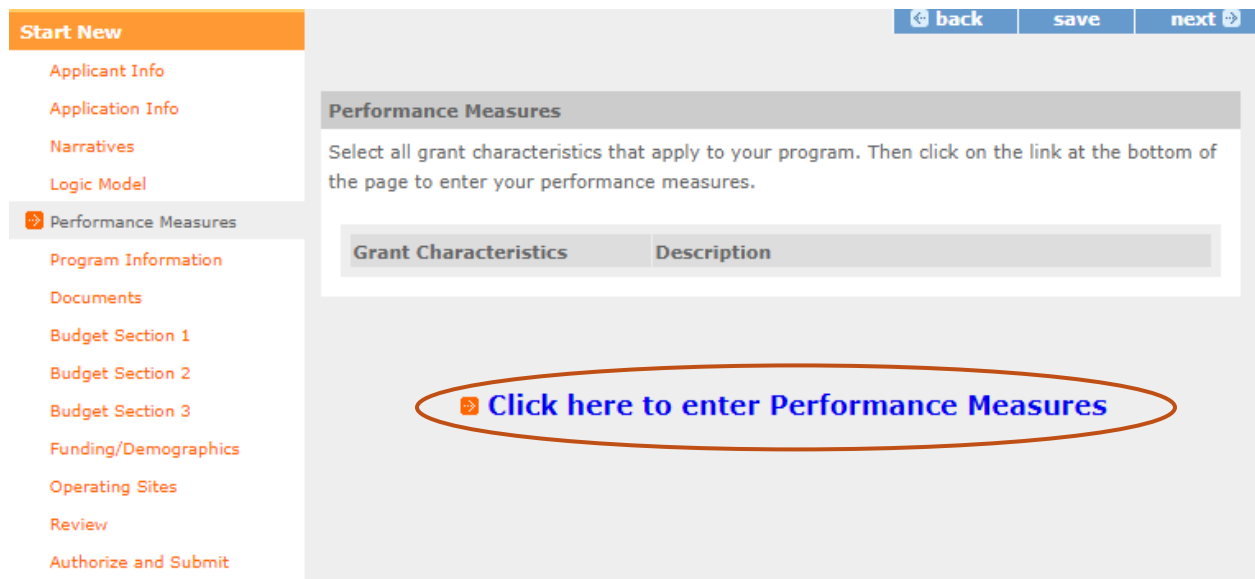 Start New
Applicant Info
Application Info
Narratives
Logic Model
Performance Measures
Program Information
Documents
Budget Section 1
Budget Section 2
Budget Section 3
Funding/Demographics
Operating Sites
Review
Authorize and Submit
back save next
Performance Measures
Select all grant characteristics that apply to your program. Then click on the link at the bottom of
the page to enter your performance measures.
Grant Characteristics Description
Click here to enter Performance Measures